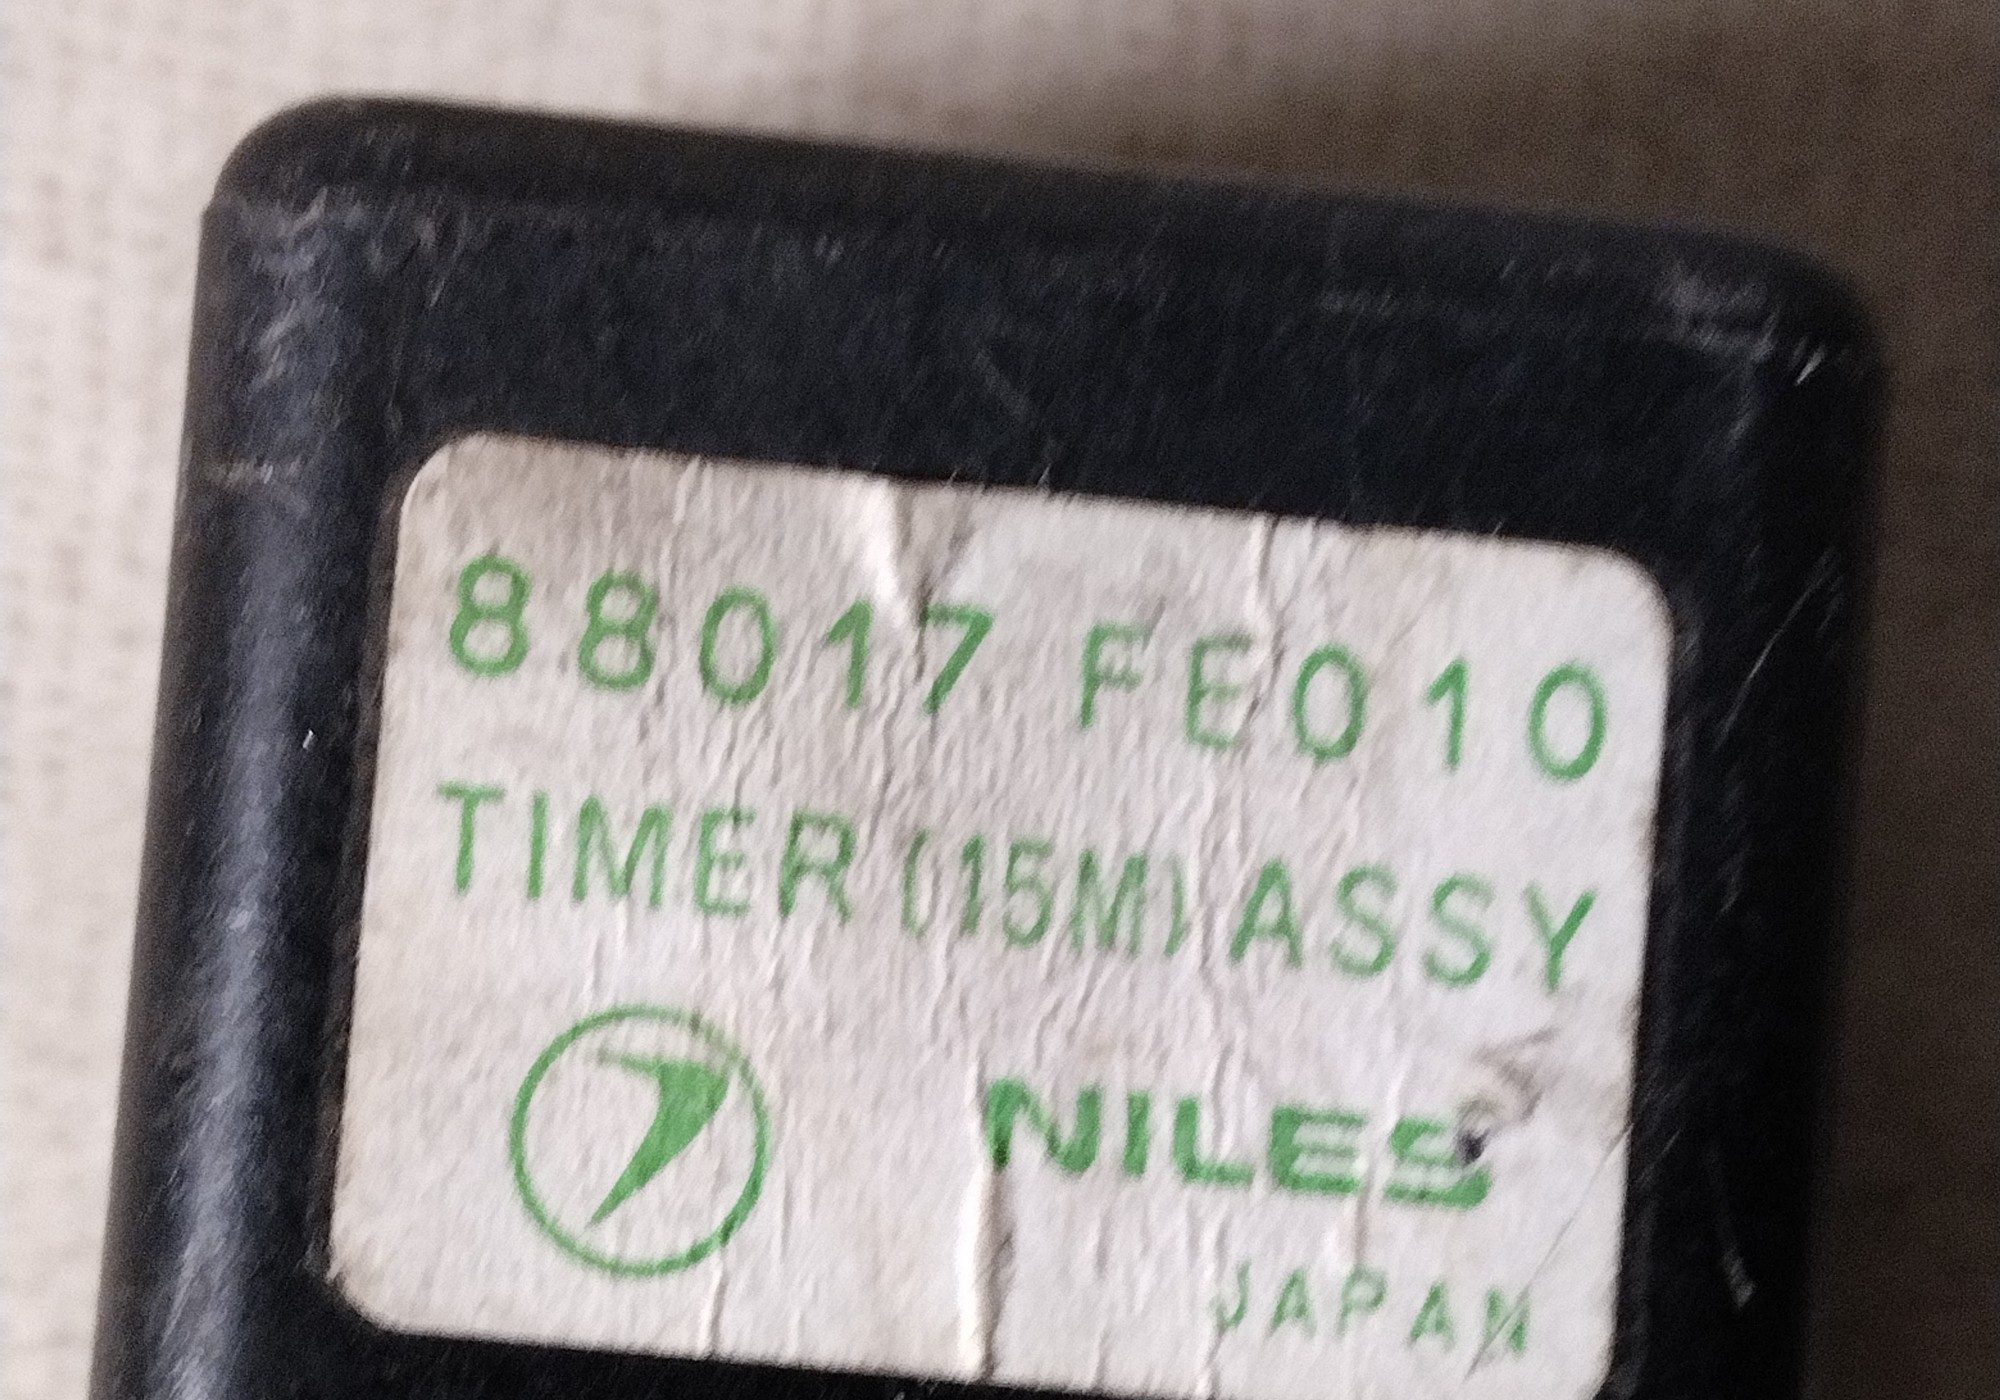 88017 FE010
TIMER (15M) ASSY
NILES
JAPAN